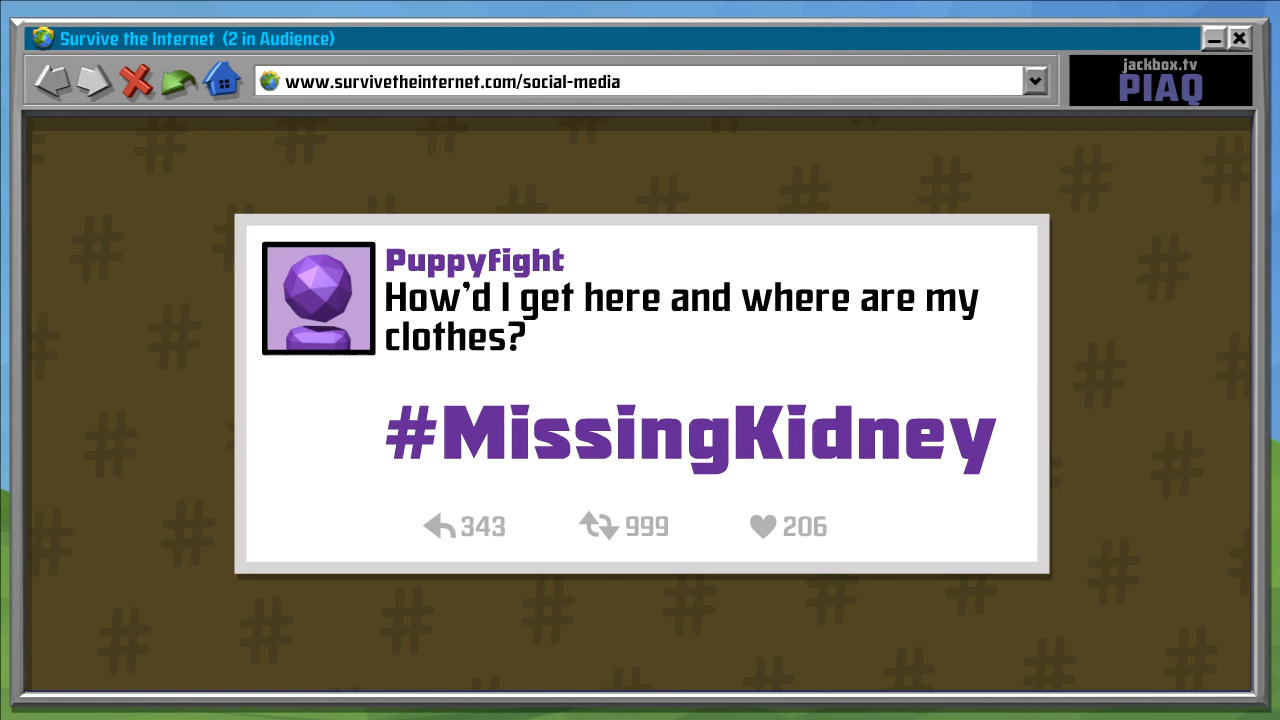 Survive the Internet (2 in Audience)
www.survivetheinternet.com/social-media
jackbox.tv
PIAQ
Puppyfight
How'd I get here and where are my
clothes?
#MissingKidney
343 999 206